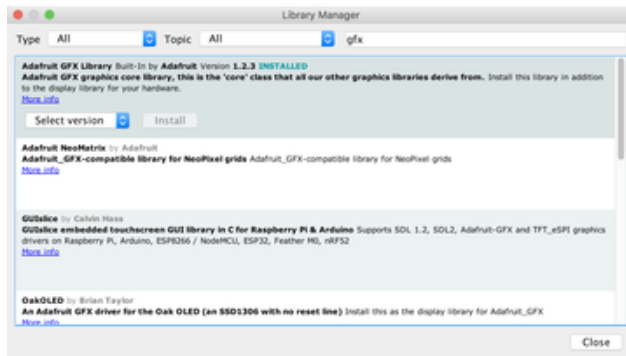 Library Manager
Type All Topic All gfx
Adafruit GFX Library Built-In by Adafruit Version 1.2.3 INSTALLED
Adafruit GFX graphics core library, this is the 'core' class that all our other graphics libraries derive from. Install this library in addition
to the display library for your hardware.
More info
Select version Install
Adafruit NeoMatrix by Adafruit
Adafruit_GFX-compatible library for NeoPixel grids Adafruit_GFX-compatible library for NeoPixel grids
More info
GUIslice by Calvin Hass
GUIslice embedded touchscreen GUI library in C for Raspberry Pi & Arduino Supports SDL 1.2, SDL2, Adafruit-GFX and TFT_eSPI graphics
drivers on Raspberry Pi, Arduino, ESP8266 / NodeMCU, ESP32, Feather M0, nRF52
More info
OakOLED by Brian Taylor
An Adafruit GFX driver for the Oak OLED (an SSD1306 with no reset line) Install this as the display library for Adafruit_GFX
More info
Close